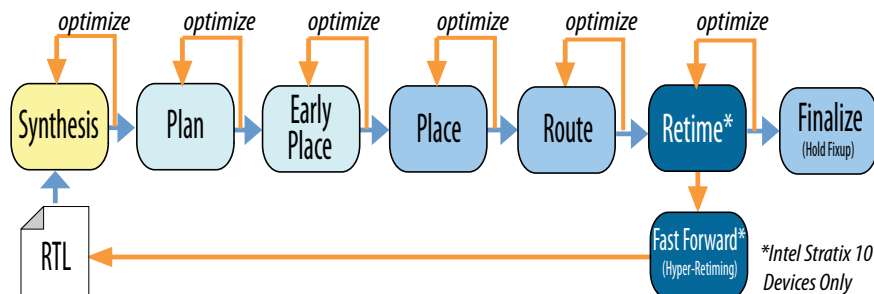 optimize optimize optimize optimize optimize optimize
Synthesis
Plan
Early
Place
Place
Route
Retime*
Finalize
(Hold Fixup)
RTL
Fast Forward*
(Hyper-Retiming)
*Intel Stratix 10
Devices Only